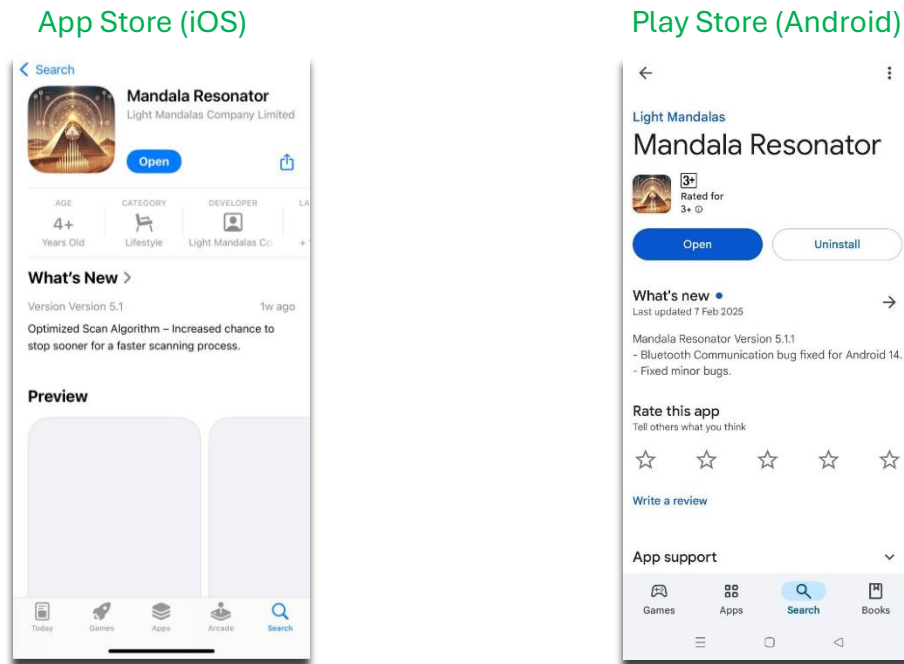 App Store (iOS)
Search
Mandala Resonator
Light Mandalas Company Limited
Open
AGE
4+
Years Old
CATEGORY
Lifestyle
DEVELOPER
Light Mandalas Co
LA
+
What's New
Version Version 5.1
1w ago
Optimized Scan Algorithm – Increased chance to
stop sooner for a faster scanning process.
Preview
Today
Games
Apps
Arcade
Search
Play Store (Android)
Light Mandalas
Mandala Resonator
3+
Rated for
3+
Open
Uninstall
What's new
Last updated 7 Feb 2025
Mandala Resonator Version 5.1.1
- Bluetooth Communication bug fixed for Android 14.
- Fixed minor bugs.
Rate this app
Tell others what you think
Write a review
App support
Games
Apps
Search
Books